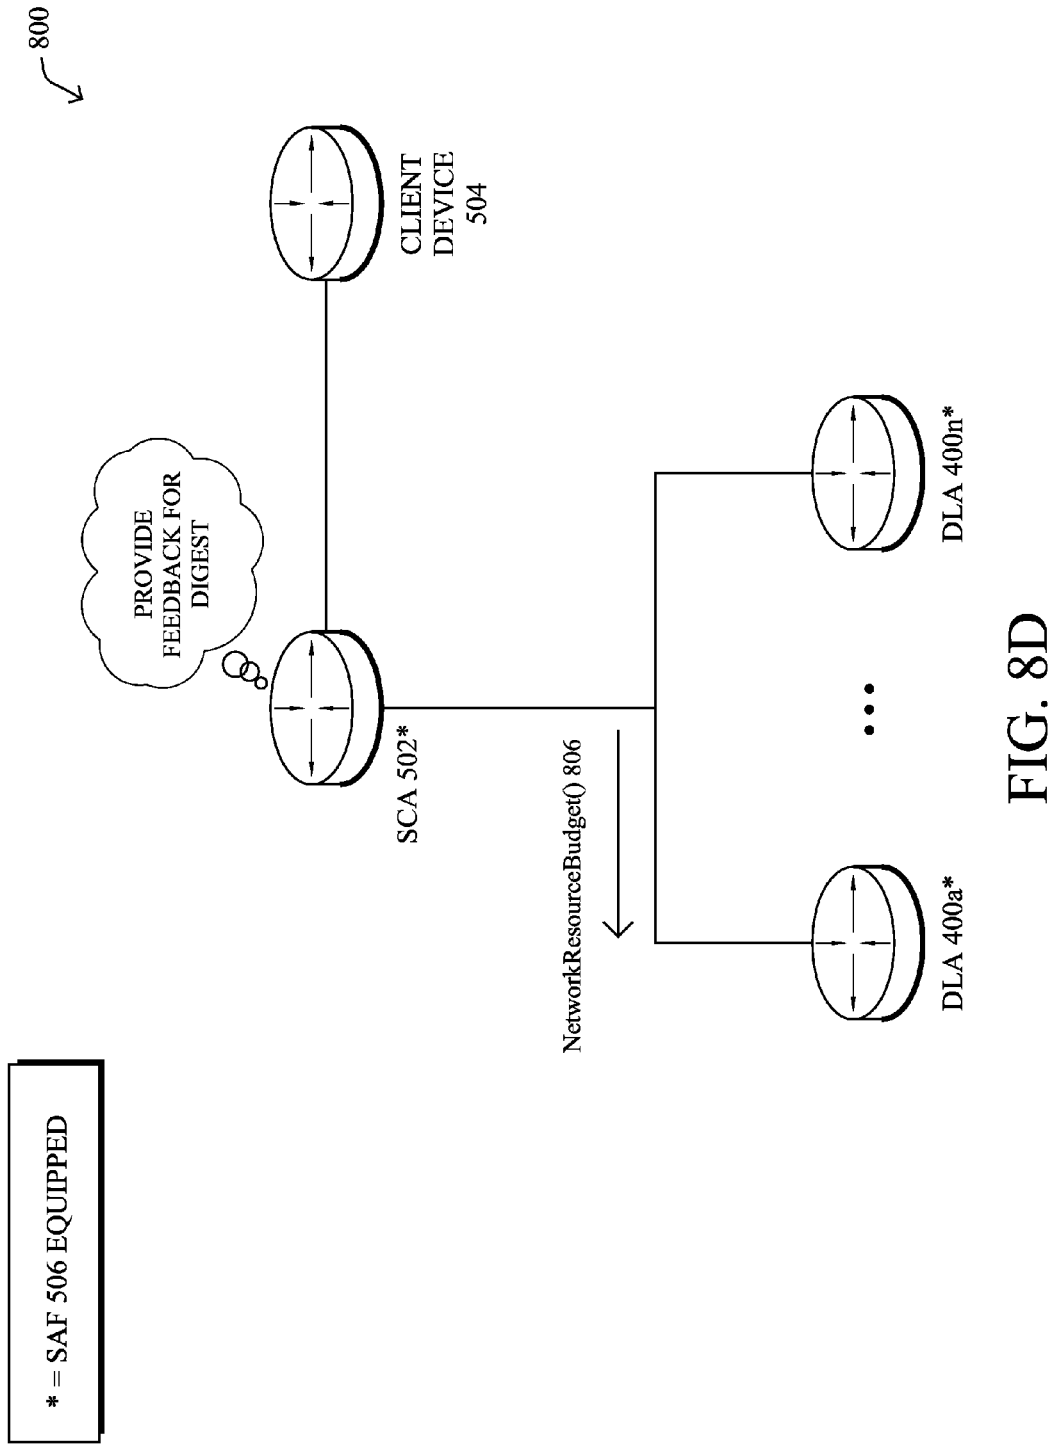 * = SAF 506 EQUIPPED
800
PROVIDE
FEEDBACK FOR
DIGEST
SCA 502*
CLIENT
DEVICE
504
NetworkResourceBudget() 806
DLA 400a*
DLA 400n*
FIG. 8D